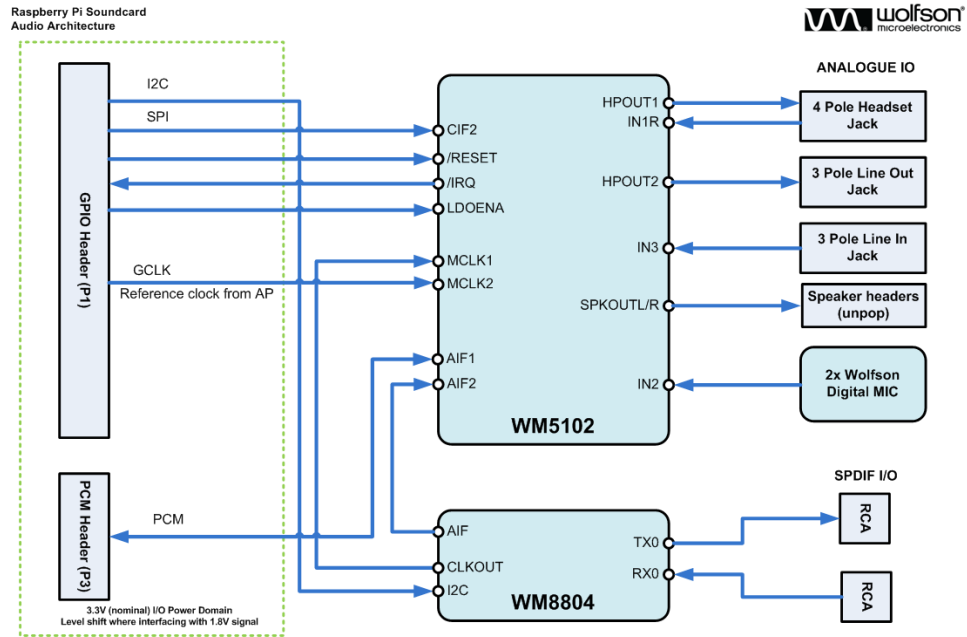 Raspberry Pi Soundcard
Audio Architecture
wolfson®
microelectronics
ANALOGUE IO
I2C
SPI
GCLK
Reference clock from AP
GPIO Header (P1)
CIF2
/RESET
/IRQ
LDOENA
MCLK1
MCLK2
AIF1
AIF2
HPOUT1
IN1R
HPOUT2
IN3
SPKOUTL/R
IN2
WM5102
4 Pole Headset
Jack
3 Pole Line Out
Jack
3 Pole Line In
Jack
Speaker headers
(unpop)
2x Wolfson
Digital MIC
SPDIF I/O
PCM Header (P3)
PCM
AIF
CLKOUT
I2C
TX0
RX0
WM8804
RCA
RCA
3.3V (nominal) I/O Power Domain
Level shift where interfacing with 1.8V signal